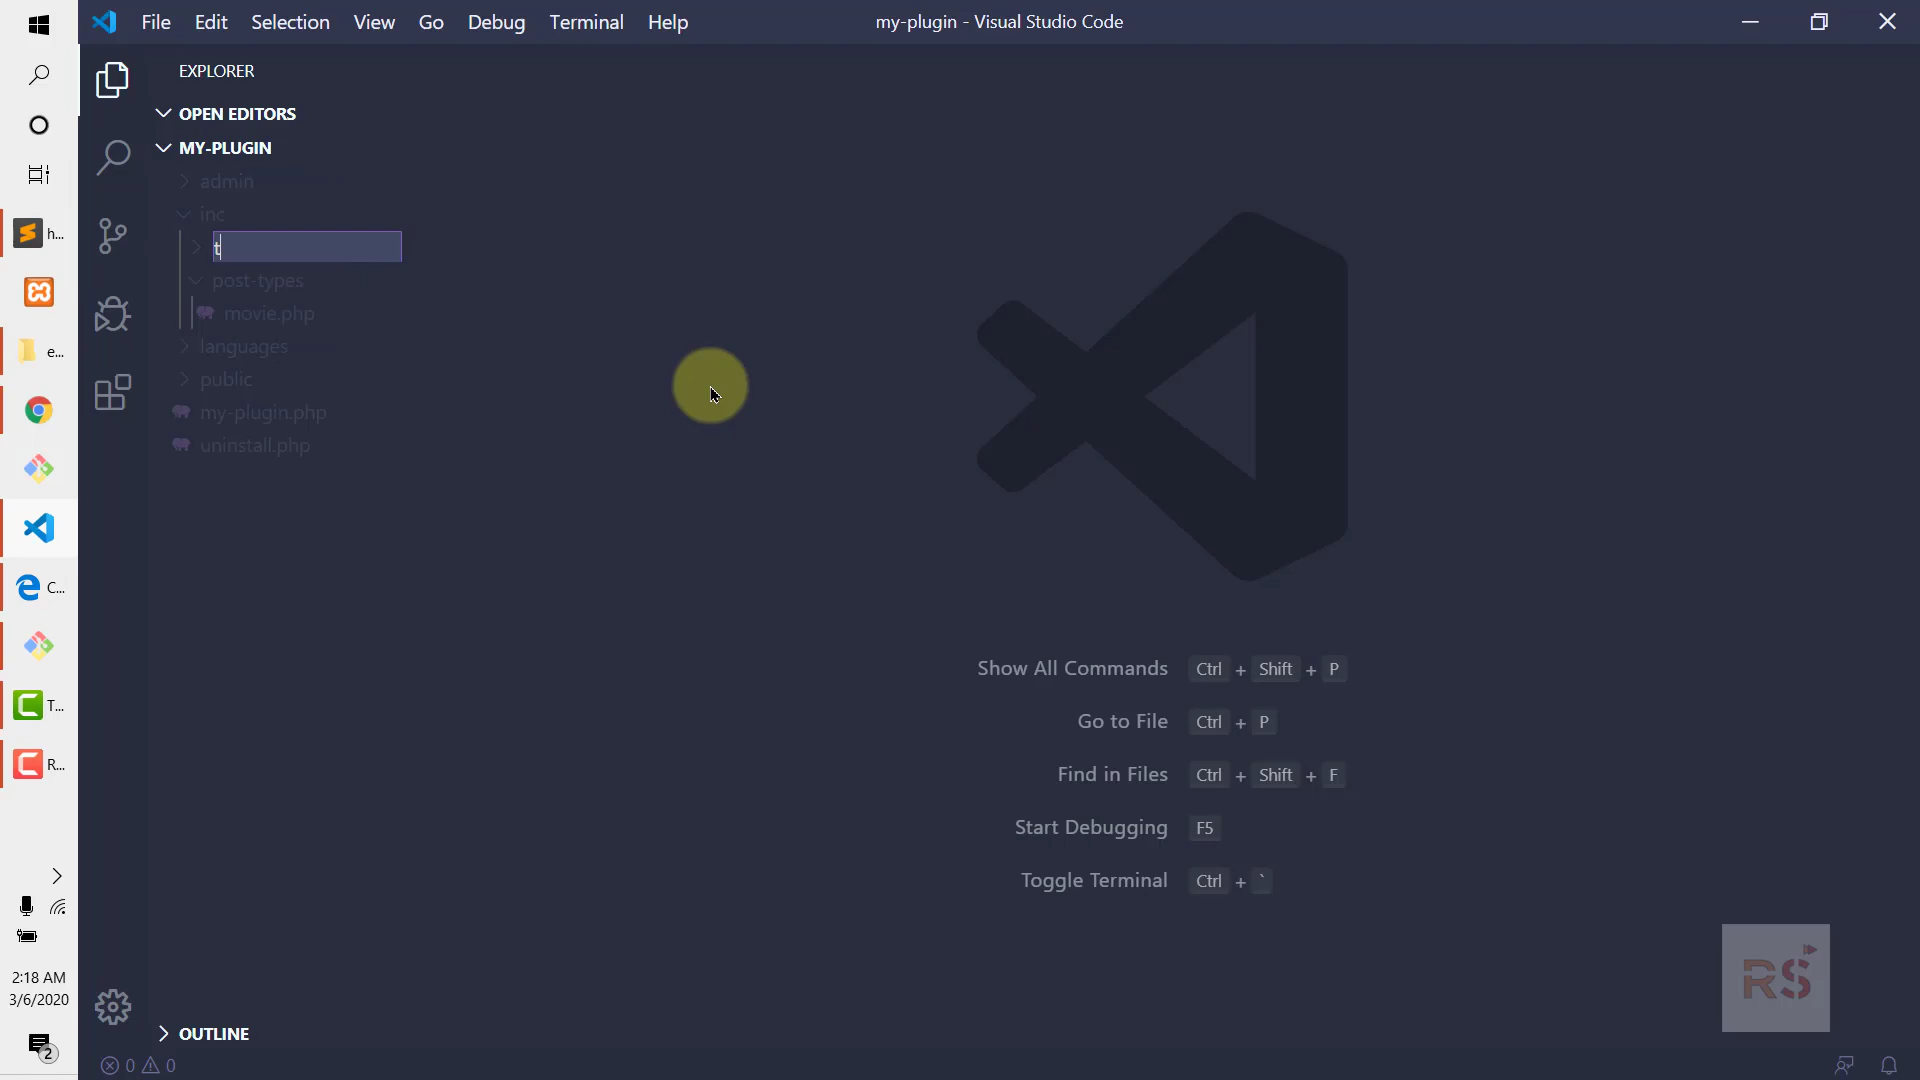 File Edit Selection View Go Debug Terminal Help
my-plugin - Visual Studio Code
EXPLORER
OPEN EDITORS
MY-PLUGIN
admin
inc
t
post-types
movie.php
languages
public
my-plugin.php
uninstall.php
h...
e...
C...
T...
R...
Show All Commands Ctrl + Shift + P
Go to File Ctrl + P
Find in Files Ctrl + Shift + F
Start Debugging F5
Toggle Terminal Ctrl + `
RS
2:18 AM
3/6/2020
2
OUTLINE
0 0